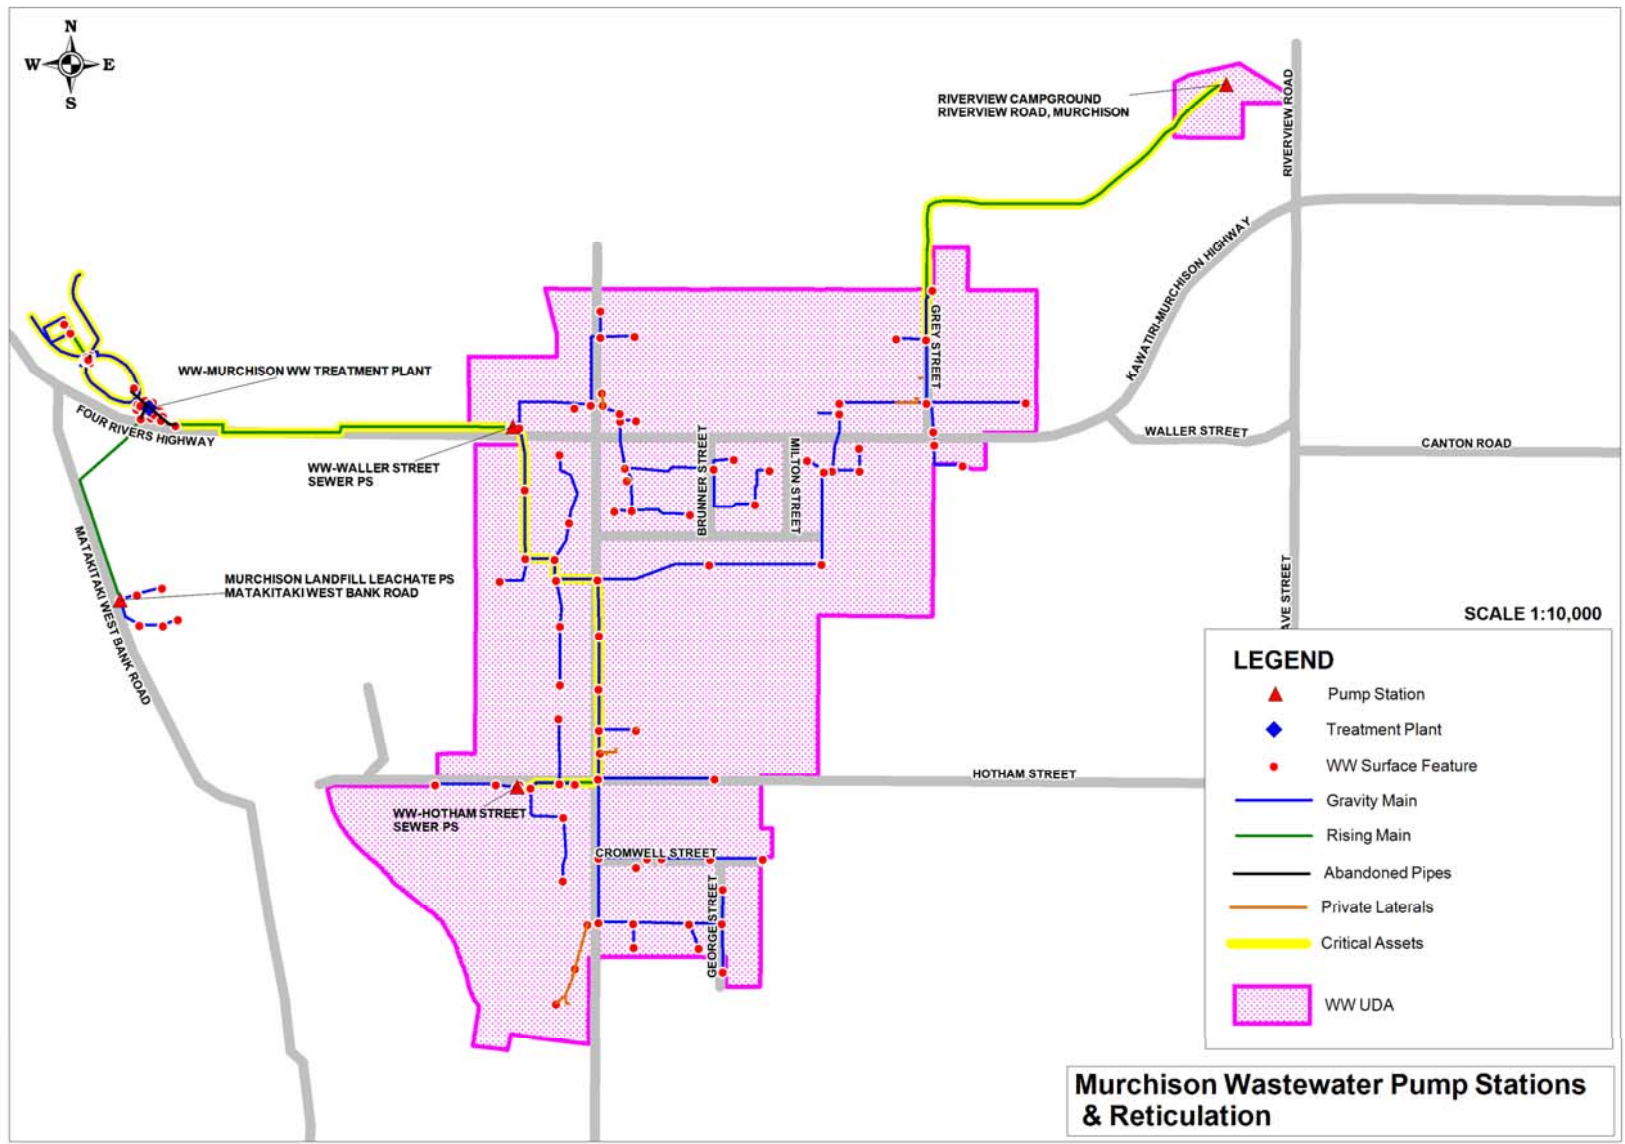 N
W E
S
RIVERVIEW CAMPGROUND
RIVERVIEW ROAD, MURCHISON
RIVERVIEW ROAD
KAWATIRI-MURCHISON HIGHWAY
GREY STREET
WW-MURCHISON WW TREATMENT PLANT
FOUR RIVERS HIGHWAY
WALLER STREET
CANTON ROAD
WW-WALLER STREET
SEWER PS
BRUNNER STREET
MILTON STREET
MATAKITAKI WEST BANK ROAD
MURCHISON LANDFILL LEACHATE PS
MATAKITAKI WEST BANK ROAD
AVE STREET
HOTHAM STREET
WW-HOTHAM STREET
SEWER PS
CROMWELL STREET
GEORGE STREET
SCALE 1:10,000
LEGEND
Pump Station
Treatment Plant
WW Surface Feature
Gravity Main
Rising Main
Abandoned Pipes
Private Laterals
Critical Assets
WW UDA
Murchison Wastewater Pump Stations
& Reticulation